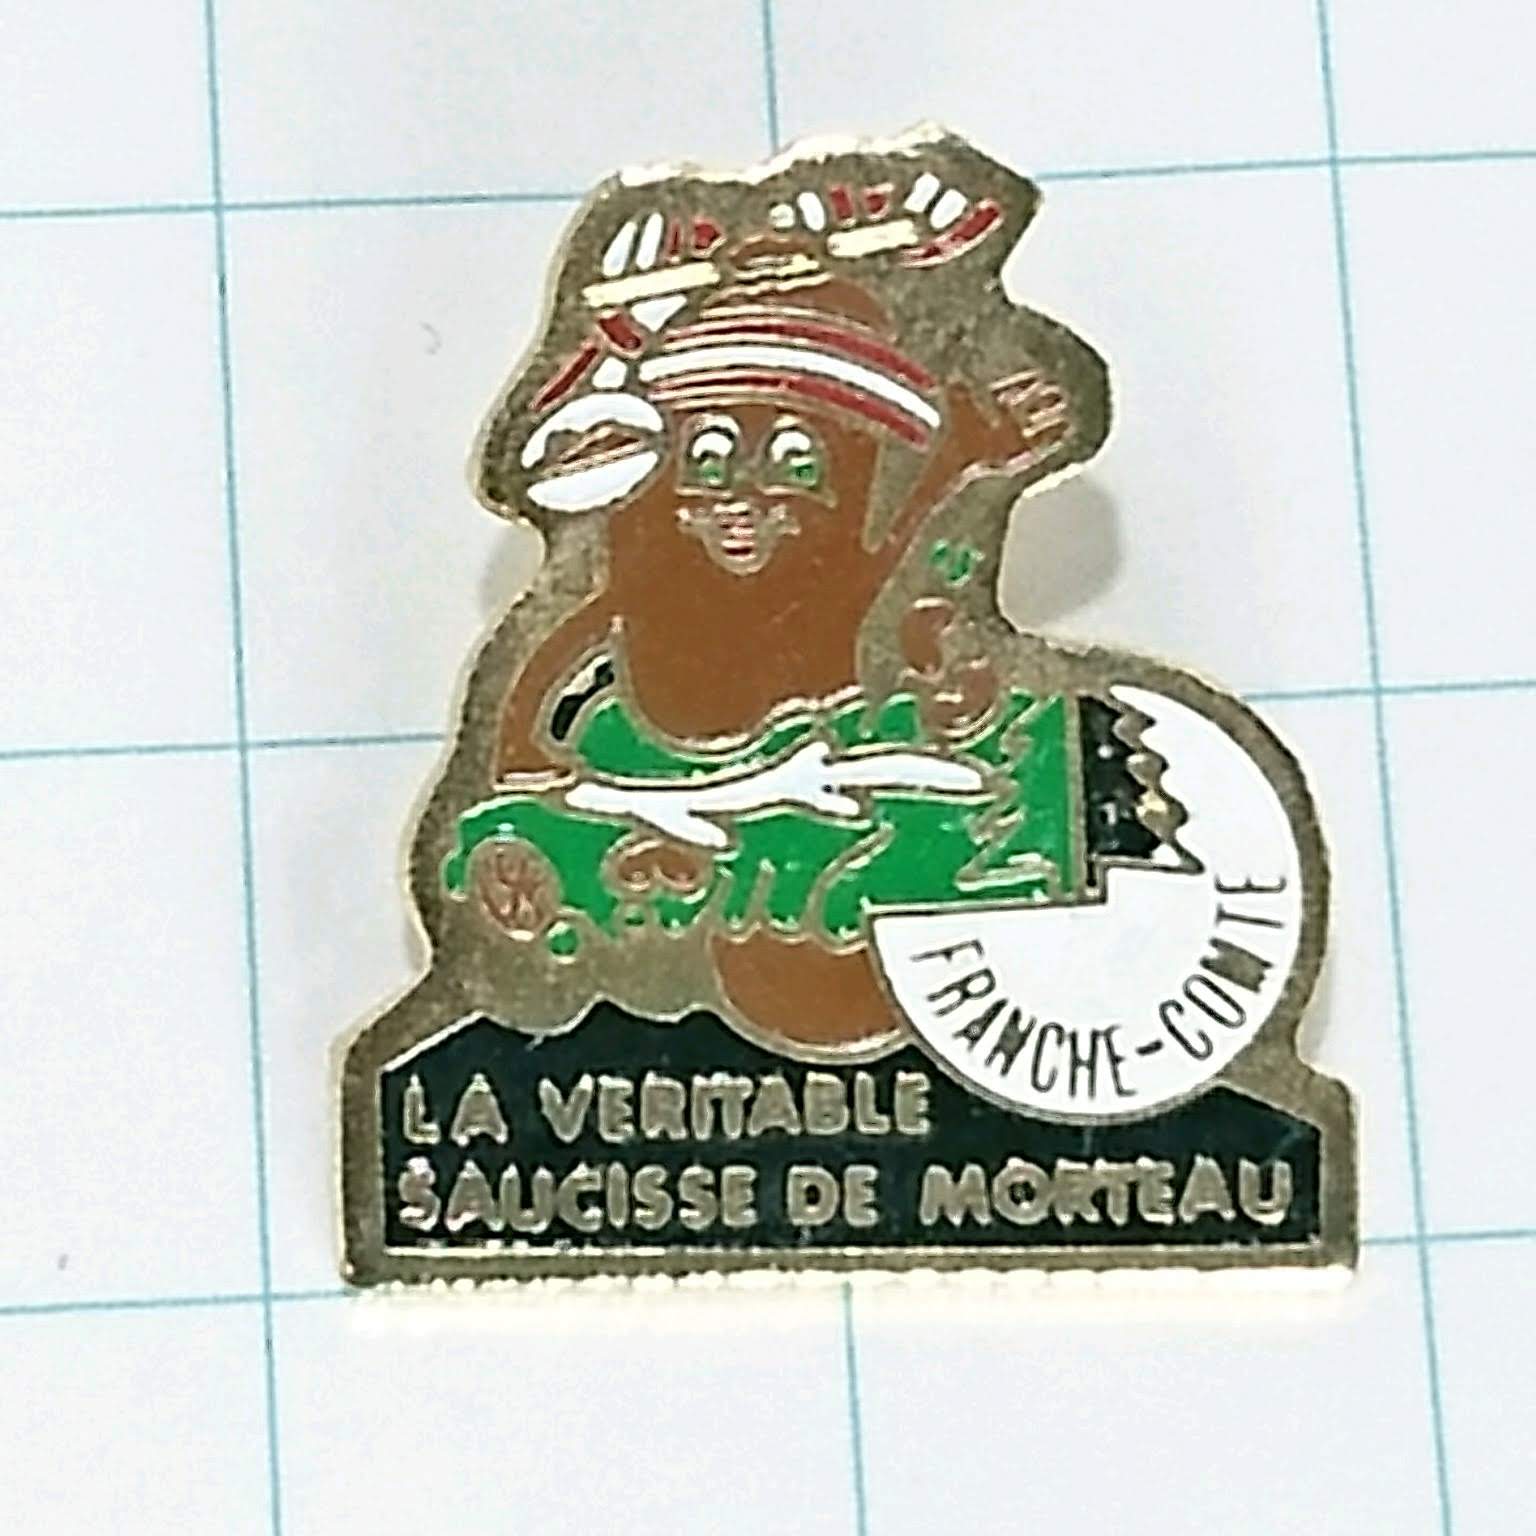 FRANCHE-COMTE
LA VERITABLE
SAUCISSE DE MORTEAU